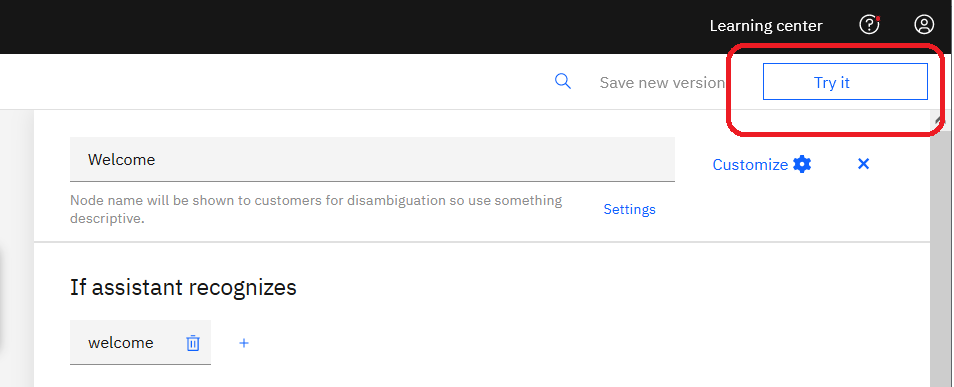 Learning center
Save new version
Try it
Welcome
Customize
Node name will be shown to customers for disambiguation so use something
descriptive.
Settings
If assistant recognizes
welcome